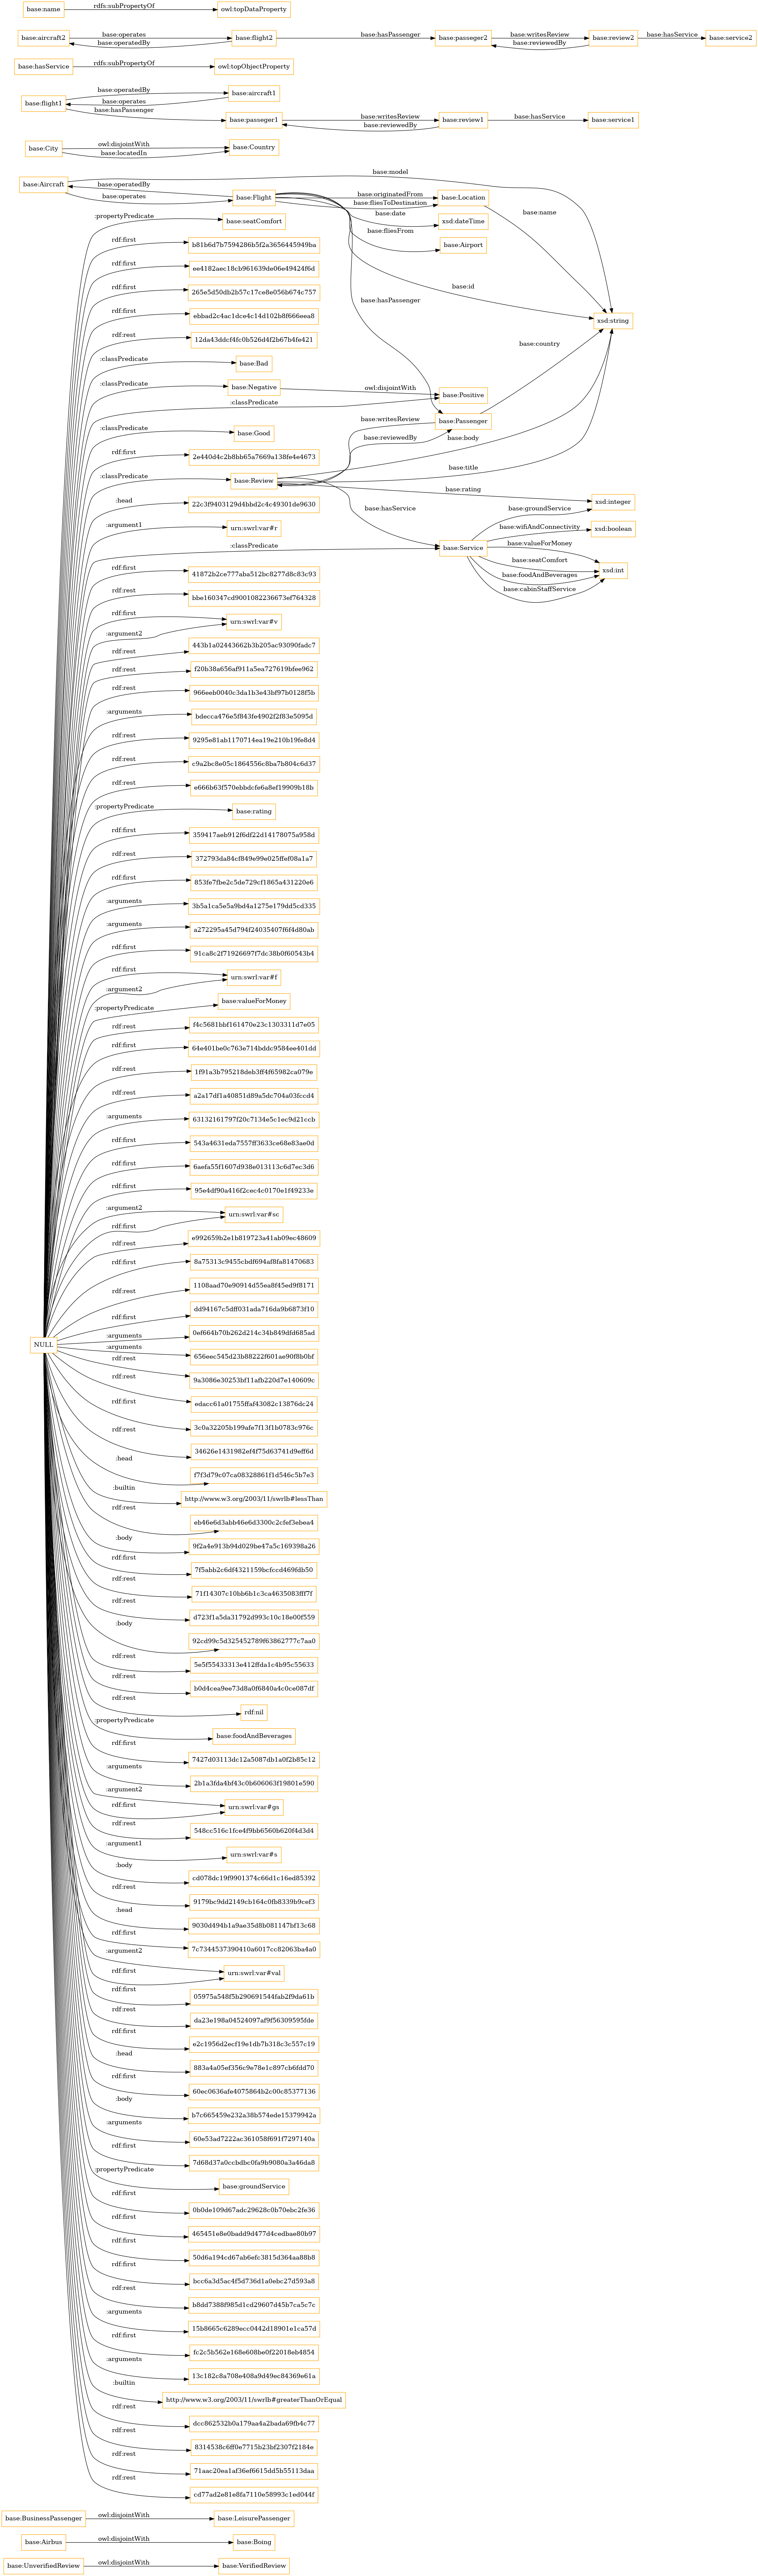 base:name rdfs:subPropertyOf owl:topDataProperty
base:aircraft2 base:operates base:operatedBy base:flight2 base:hasPassenger base:passeger2 base:writesReview base:reviewedBy base:review2 base:hasService base:service2
base:hasService rdfs:subPropertyOf owl:topObjectProperty
base:flight1 base:operatedBy base:operates base:hasPassenger base:aircraft1
base:passeger1 base:writesReview base:reviewedBy base:review1 base:hasService base:service1
base:City owl:disjointWith base:locatedIn base:Country
base:Aircraft base:operatedBy base:operates base:model
base:Flight base:originatedFrom base:fliesToDestination base:Location base:name
base:date xsd:dateTime
base:fliesFrom base:Airport
base:id xsd:string
base:hasPassenger base:country
:propertyPredicate base:seatComfort
rdf:first b81b6d7b7594286b5f2a3656445949ba
rdf:first ee4182aec18cb961639de06e49424f6d
rdf:first 265e5d50db2b57c17ce8e056b674c757
rdf:first ebbad2c4ac1dce4c14d102b8f666eea8
rdf:rest 12da43ddcf4fc0b526d4f2b67b4fe421
:classPredicate base:Bad
:classPredicate base:Negative owl:disjointWith base:Positive
:classPredicate
base:Passenger base:writesReview base:reviewedBy
:classPredicate base:Good
rdf:first 2e440d4c2b8bb65a7669a138fe4e4673
:classPredicate base:Review base:body base:title base:rating xsd:integer
:head 22c3f9403129d4bbd2c4c49301de9630
base:hasService base:groundService
:argument1 urn:swrl:var#r
base:wifiAndConnectivity xsd:boolean
:classPredicate base:Service base:valueForMoney
base:seatComfort xsd:int
base:foodAndBeverages
base:cabinStaffService
rdf:first 41872b2ce777aba512bc8277d8c83c93
rdf:rest bbe160347cd9001082236673ef764328
rdf:first :argument2 urn:swrl:var#v
rdf:rest 443b1a02443662b3b205ac93090fadc7
rdf:rest f20b38a656af911a5ea727619bfee962
rdf:rest 966eeb0040c3da1b3e43bf97b0128f5b
:arguments bdecca476e5f843fe4902f2f83e5095d
rdf:rest 9295e81ab1170714ea19e210b19fe8d4
rdf:rest c9a2bc8e05c1864556c8ba7b804c6d37
rdf:rest e666b63f570ebbdcfe6a8ef19909b18b
:propertyPredicate base:rating
rdf:first 359417aeb912f6df22d14178075a958d
rdf:rest 372793da84cf849e99e025ffef08a1a7
rdf:first 853fe7fbe2c5de729cf1865a431220e6
:arguments 3b5a1ca5e5a9bd4a1275e179dd5cd335
:arguments a272295a45d794f24035407f6f4d80ab
rdf:first 91ca8c2f71926697f7dc38b0f60543b4
rdf:first :argument2 urn:swrl:var#f
:propertyPredicate base:valueForMoney
rdf:rest f4c5681bbf161470e23c1303311d7e05
rdf:first 64e401be0c763e714bddc9584ee401dd
rdf:rest 1f91a3b795218deb3ff4f65982ca079e
rdf:rest a2a17df1a40851d89a5dc704a03fccd4
:arguments 63132161797f20c7134e5c1ec9d21ccb
rdf:first 543a4631eda7557ff3633ce68e83ae0d
rdf:first 6aefa55f1607d938e013113c6d7ec3d6
rdf:first 95e4df90a416f2cec4c0170e1f49233e
:argument2 rdf:first urn:swrl:var#sc
rdf:rest e992659b2e1b819723a41ab09ec48609
rdf:first 8a75313c9455cbdf694af8fa81470683
rdf:rest 1108aad70e90914d55ea8f45ed9f8171
rdf:first dd94167c5dff031ada716da9b6873f10
:arguments 0ef664b70b262d214c34b849dfd685ad
NULL :arguments 656eec545d23b88222f601ae90f8b0bf
rdf:rest 9a3086e30253bf11afb220d7e140609c
rdf:rest edacc61a01755ffaf43082c13876dc24
rdf:first 3c0a32205b199afe7f13f1b0783c976c
rdf:rest 34626e1431982ef4f75d63741d9eff6d
:head f7f3d79c07ca08328861f1d546c5b7e3
:builtin http://www.w3.org/2003/11/swrlb#lessThan
rdf:rest eb46e6d3abb46e6d3300c2cfef3ebea4
:body 9f2a4e913b94d029be47a5c169398a26
rdf:first 7f5abb2c6df4321159bcfccd469fdb50
rdf:rest 71f14307c10bb6b1c3ca4635083fff7f
rdf:rest d723f1a5da31792d993c10c18e00f559
:body 92cd99c5d325452789f63862777c7aa0
rdf:rest 5e5f55433313e412ffda1c4b95c55633
rdf:rest b0d4cea9ee73d8a0f6840a4c0ce087df
rdf:rest rdf:nil
:propertyPredicate base:foodAndBeverages
rdf:first 7427d03113dc12a5087db1a0f2b85c12
:arguments 2b1a3fda4bf43c0b606063f19801e590
:argument2 rdf:first urn:swrl:var#gs
rdf:rest 548cc516c1fce4f9bb6560b620f4d3d4
:argument1 urn:swrl:var#s
:body cd078dc19f9901374c66d1c16ed85392
rdf:rest 9179bc9dd2149cb164c0fb8339b9cef3
:head 9030d494b1a9ae35d8b081147bf13c68
rdf:first 7c7344537390410a6017cc82063ba4a0
:argument2 rdf:first urn:swrl:var#val
rdf:first 05975a548f5b290691544fab2f9da61b
rdf:rest da23e198a04524097af9f56309595fde
rdf:first e2c1956d2ecf19e1db7b318c3c557c19
:head 883a4a05ef356c9e78e1c897cb6fdd70
rdf:first 60ec0636afe4075864b2c00c85377136
:body b7c665459e232a38b574ede15379942a
:arguments 60e53ad7222ac361058f691f7297140a
rdf:first 7d68d37a0ccbdbc0fa9b9080a3a46da8
:propertyPredicate base:groundService
rdf:first 0b0de109d67adc29628c0b70ebc2fe36
rdf:first 465451e8e0badd9d477d4cedbae80b97
rdf:first 50d6a194cd67ab6efc3815d364aa88b8
rdf:first bcc6a3d5ac4f5d736d1a0ebc27d593a8
rdf:rest b8dd7388f985d1cd29607d45b7ca5c7c
:arguments 15b8665c6289ecc0442d18901e1ca57d
rdf:first fc2c5b562e168e608be0f22018eb4854
:arguments 13c182c8a708e408a9d49ec84369e61a
:builtin http://www.w3.org/2003/11/swrlb#greaterThanOrEqual
rdf:rest dcc862532b0a179aa4a2bada69fb4c77
rdf:rest 8314538c6ff0e7715b23bf2307f2184e
rdf:rest 71aac20ea1af36ef6615dd5b55113daa
rdf:rest cd77ad2e81e8fa7110e58993c1ed044f
base:BusinessPassenger owl:disjointWith base:LeisurePassenger
base:Airbus owl:disjointWith base:Boing
base:UnverifiedReview owl:disjointWith base:VerifiedReview